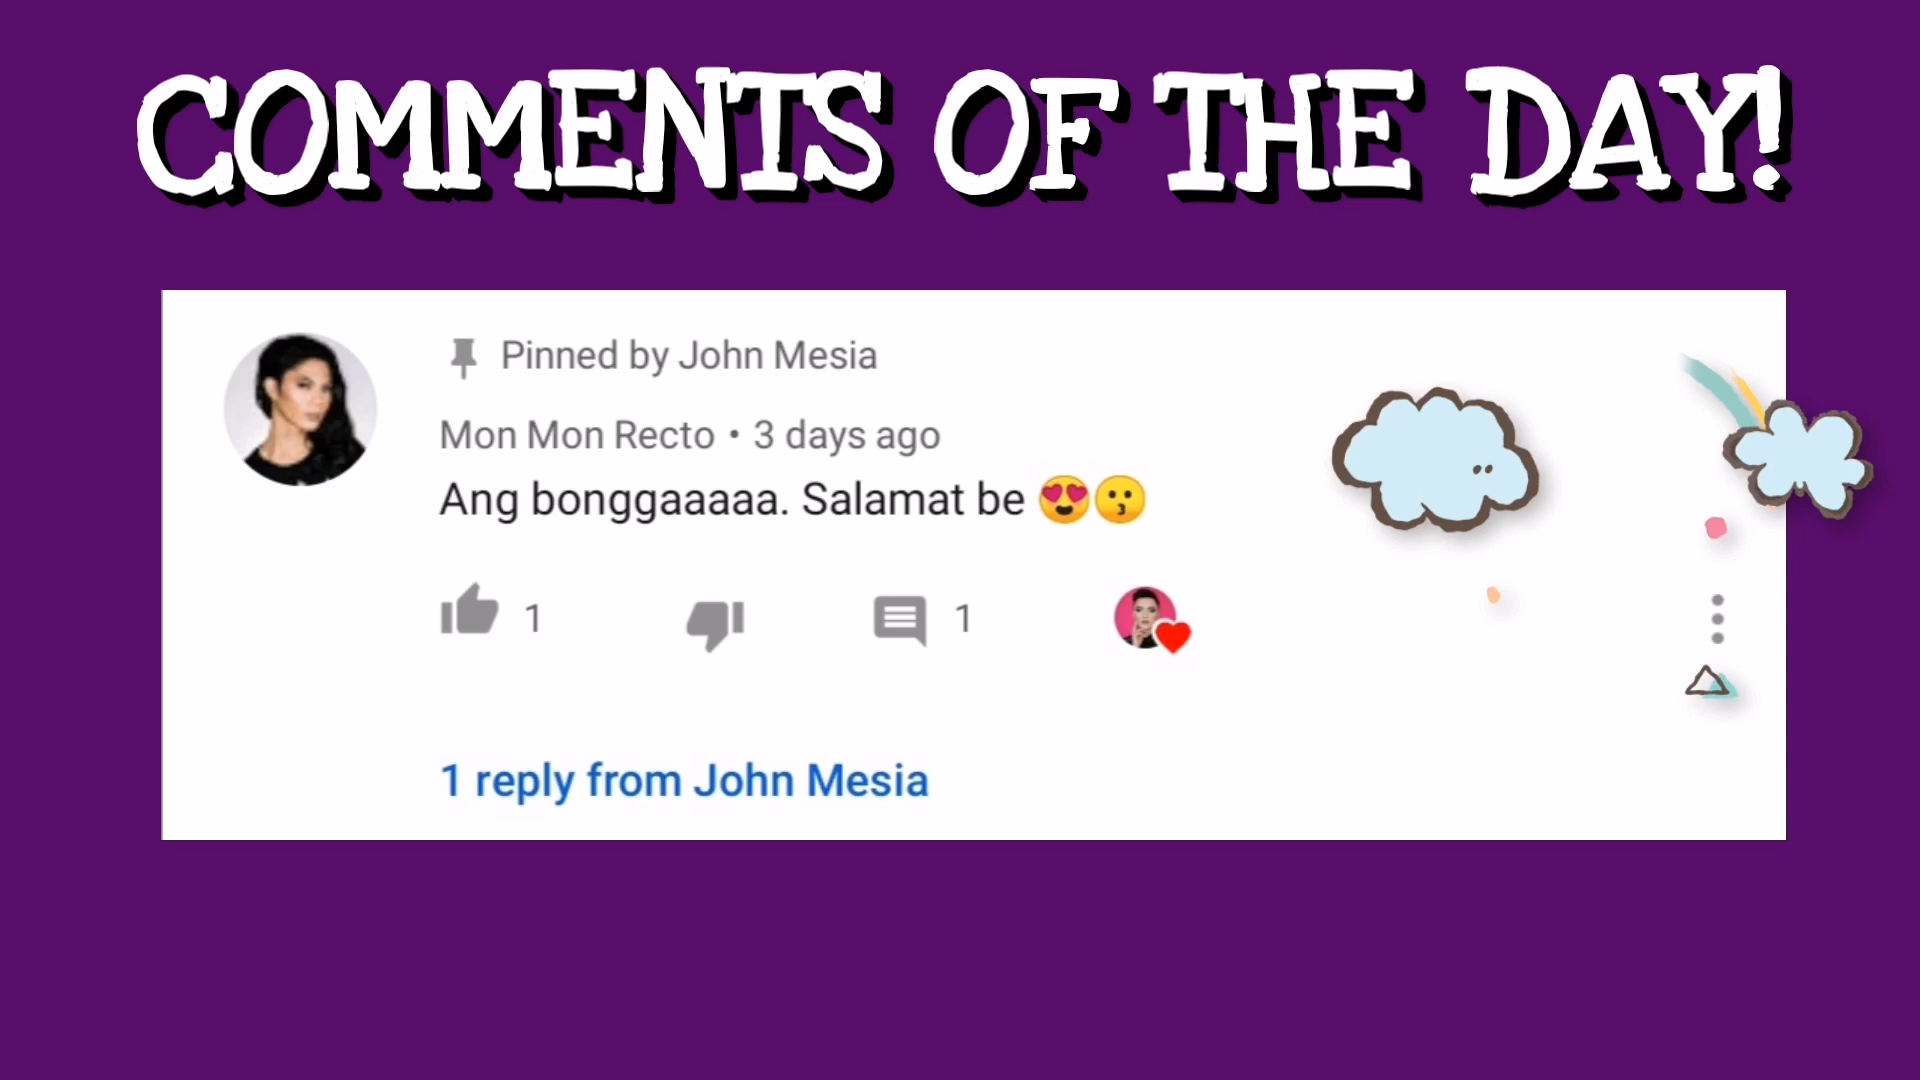 COMMENTS OF THE DAY!
Pinned by John Mesia
Mon Mon Recto • 3 days ago
Ang bonggaaaaa. Salamat be 😍😗
1 1
1 reply from John Mesia